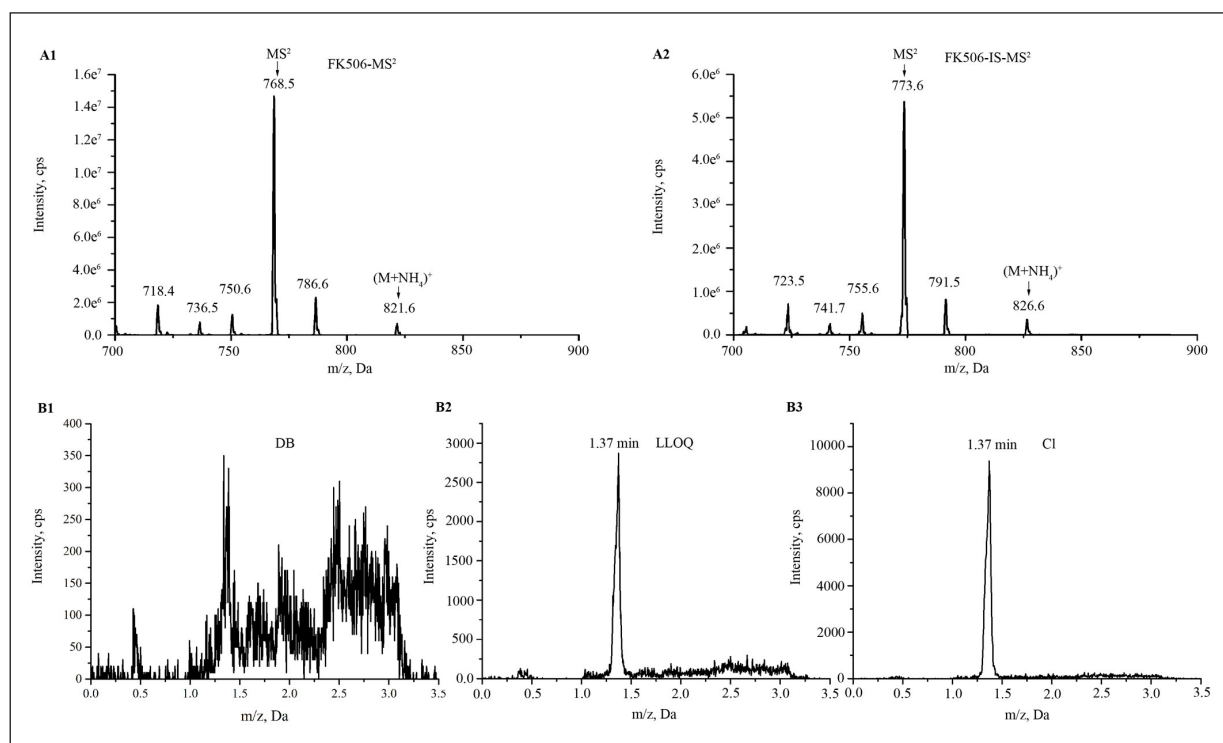 A1
MS²
FK506-MS²
768.5
1.6e⁷
1.4e⁷
1.2e⁷
1.0e⁷
8.0e⁶
6.0e⁶
4.0e⁶
2.0e⁶
0.0
Intensity, cps
718.4
736.5
750.6
786.6
(M+NH₄)⁺
821.6
700 750 800 850 900
m/z, Da
A2
MS²
FK506-IS-MS²
773.6
6.0e⁶
5.0e⁶
4.0e⁶
3.0e⁶
2.0e⁶
1.0e⁶
0.0
Intensity, cps
723.5
741.7
755.6
791.5
(M+NH₄)⁺
826.6
700 750 800 850 900
m/z, Da
B1
DB
400
350
300
250
200
150
100
50
0
Intensity, cps
0.0 0.5 1.0 1.5 2.0 2.5 3.0 3.5
m/z, Da
B2
1.37 min LLOQ
3000
2500
2000
1500
1000
500
0
Intensity, cps
0.0 0.5 1.0 1.5 2.0 2.5 3.0 3.5
m/z, Da
B3
1.37 min Cl
10000
8000
6000
4000
2000
0
Intensity, cps
0.0 0.5 1.0 1.5 2.0 2.5 3.0 3.5
m/z, Da